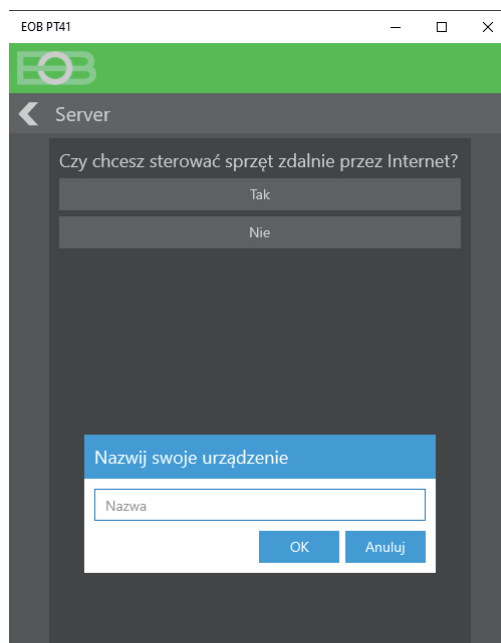 EOB PT41
EOB
Server
Czy chcesz sterować sprzęt zdalnie przez Internet?
Tak
Nie
Nazwij swoje urządzenie
Nazwa
OK Anuluj